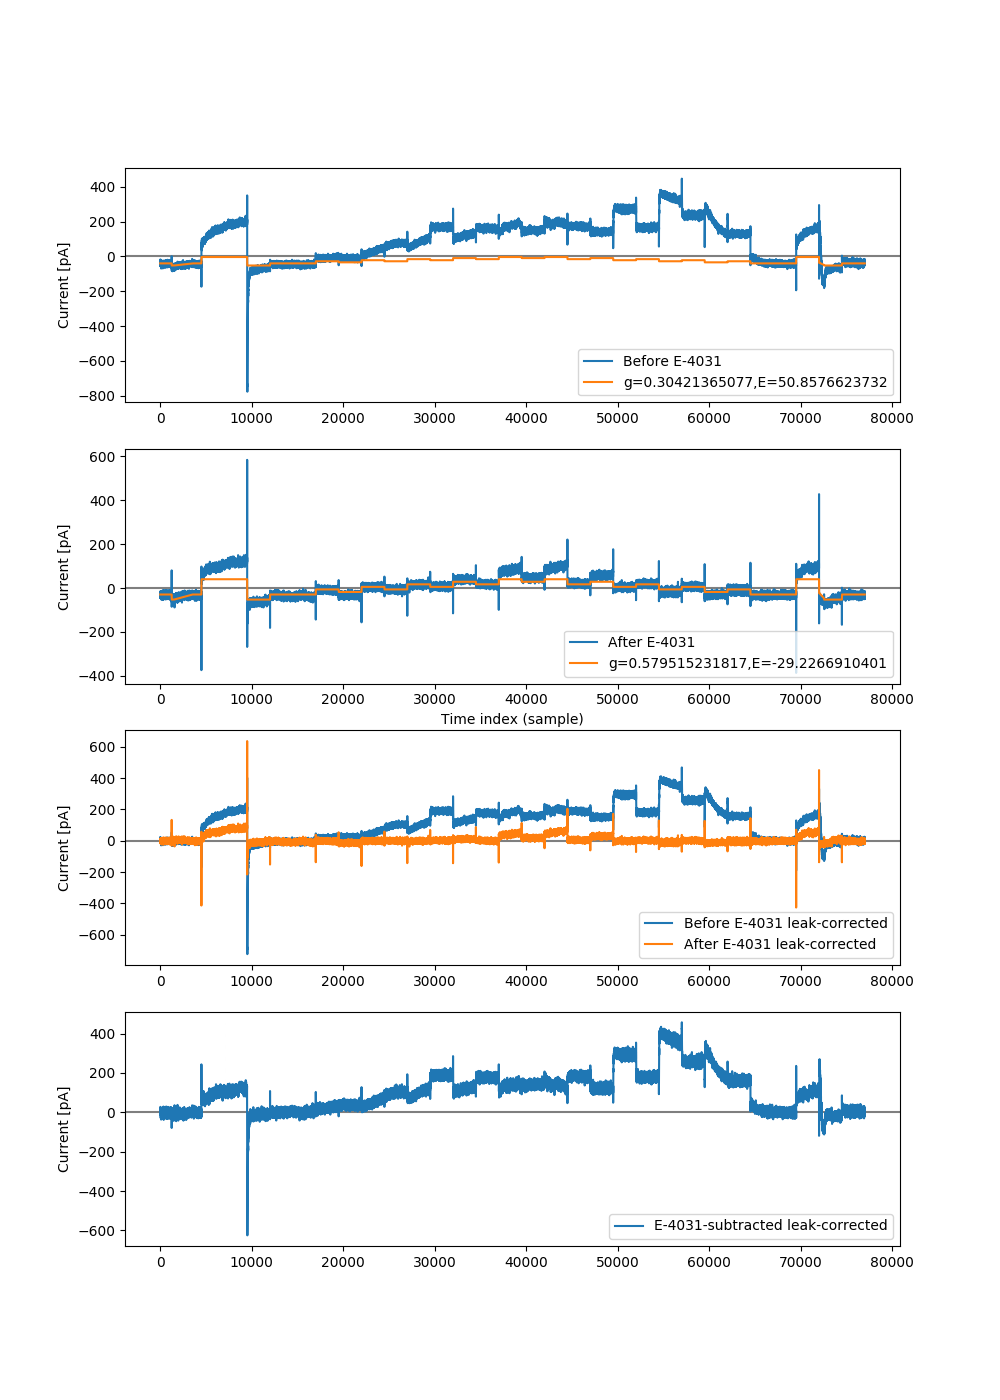 400
200
0
−200
−400
−600
−800
Current [pA]
Before E-4031
g=0.30421365077,E=50.8576623732
0 10000 20000 30000 40000 50000 60000 70000 80000
600
400
200
0
−200
−400
Current [pA]
After E-4031
g=0.579515231817,E=-29.2266910401
0 10000 20000 30000 40000 50000 60000 70000 80000
Time index (sample)
600
400
200
0
−200
−400
−600
Current [pA]
Before E-4031 leak-corrected
After E-4031 leak-corrected
0 10000 20000 30000 40000 50000 60000 70000 80000
400
200
0
−200
−400
−600
Current [pA]
E-4031-subtracted leak-corrected
0 10000 20000 30000 40000 50000 60000 70000 80000